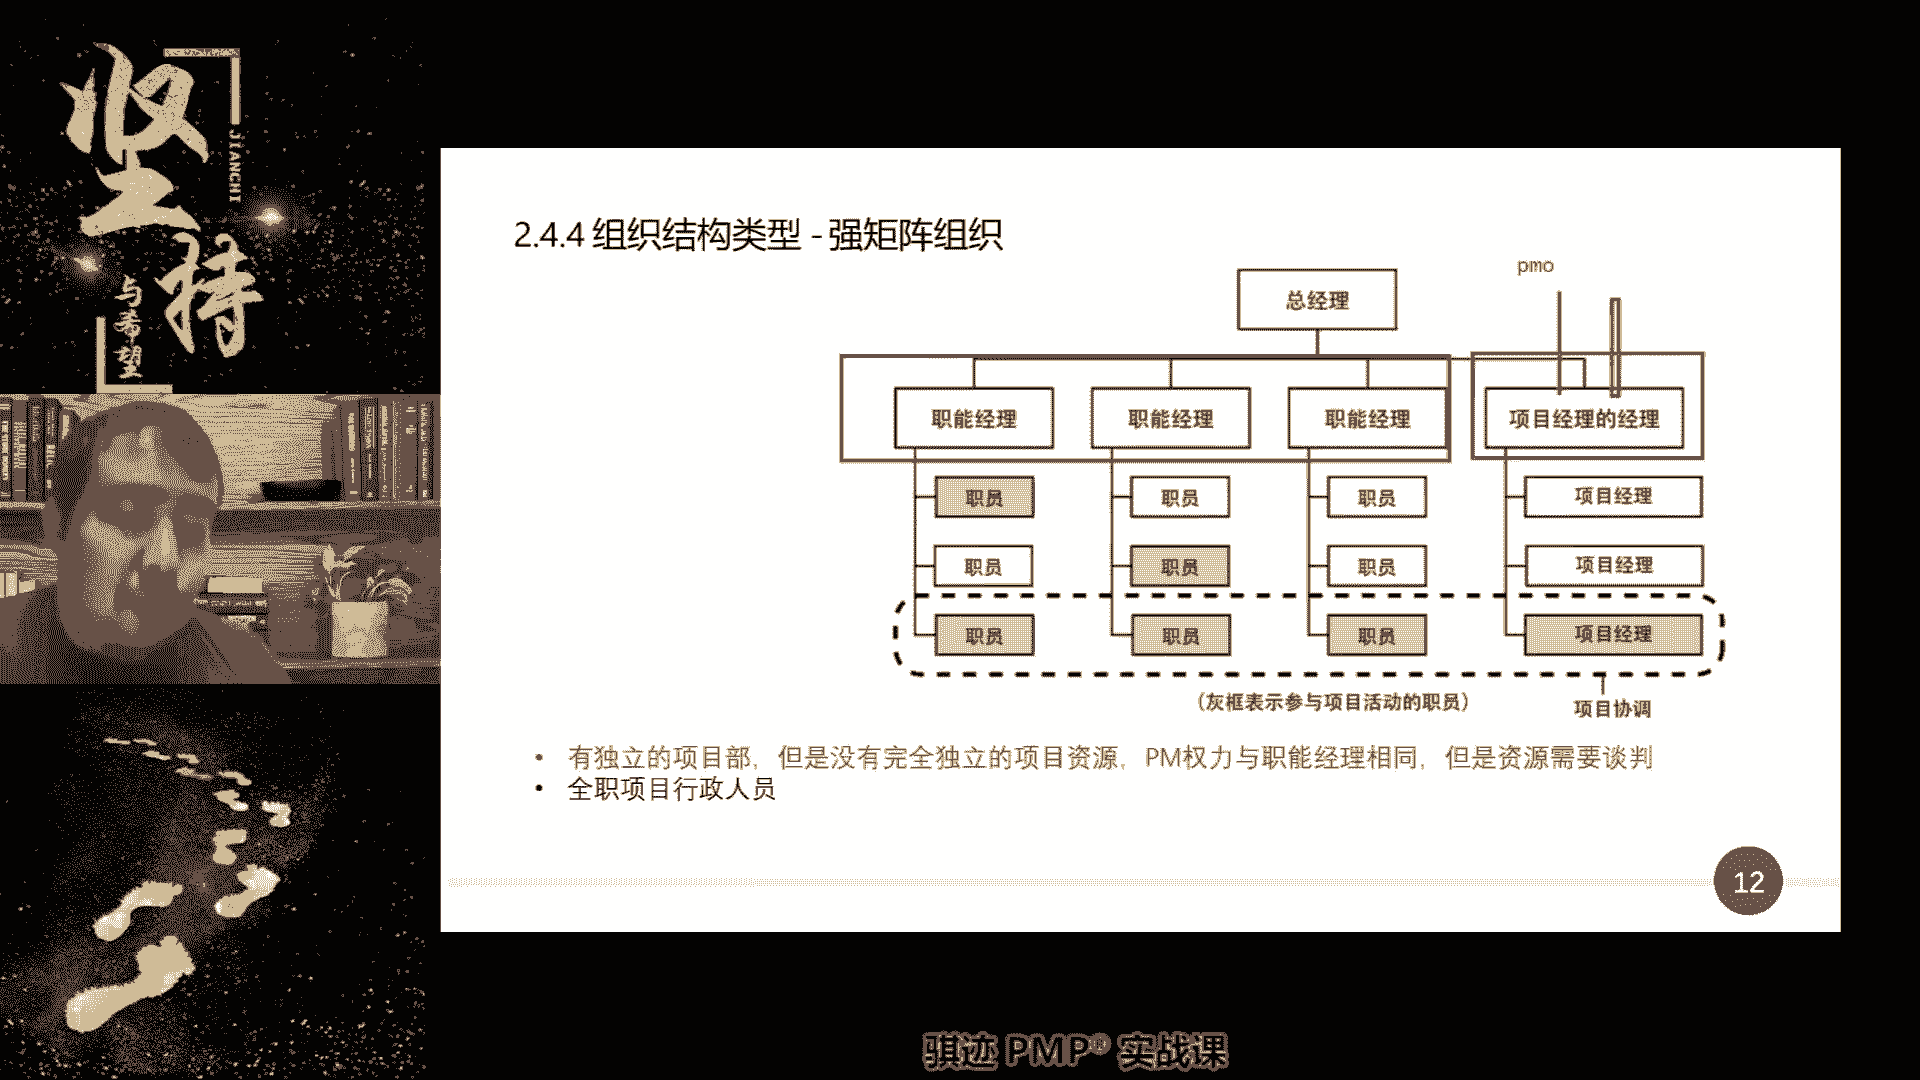 坚持
JIANCHI
与希望
2.4.4 组织结构类型 - 强矩阵组织
pmo
总经理
职能经理 职能经理 职能经理 项目经理的经理
职员 职员 职员 项目经理
职员 职员 职员 项目经理
职员 职员 职员 项目经理
（灰框表示参与项目活动的职员）
项目协调
• 有独立的项目部，但是没有完全独立的项目资源，PM权力与职能经理相同，但是资源需要谈判
• 全职项目行政人员
12
骐迹 PMP® 实战课